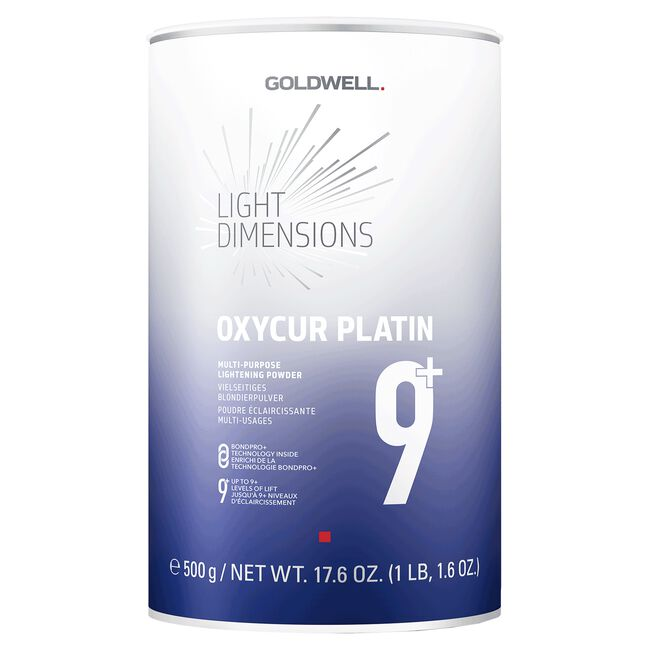 GOLDWELL.
LIGHT
DIMENSIONS
OXYCUR PLATIN
MULTI-PURPOSE
LIGHTENING POWDER
VIELSEITIGES
BLONDIERPULVER
POUDRE ÉCLAIRCISSANTE
MULTI-USAGES
9+
BONDPRO+
TECHNOLOGY INSIDE
ENRICHI DE LA
TECHNOLOGIE BONDPRO+
9+ UP TO 9+
LEVELS OF LIFT
JUSQU'À 9+ NIVEAUX
D'ÉCLAIRCISSEMENT
℮ 500 g / NET WT. 17.6 OZ. (1 LB, 1.6 OZ.)